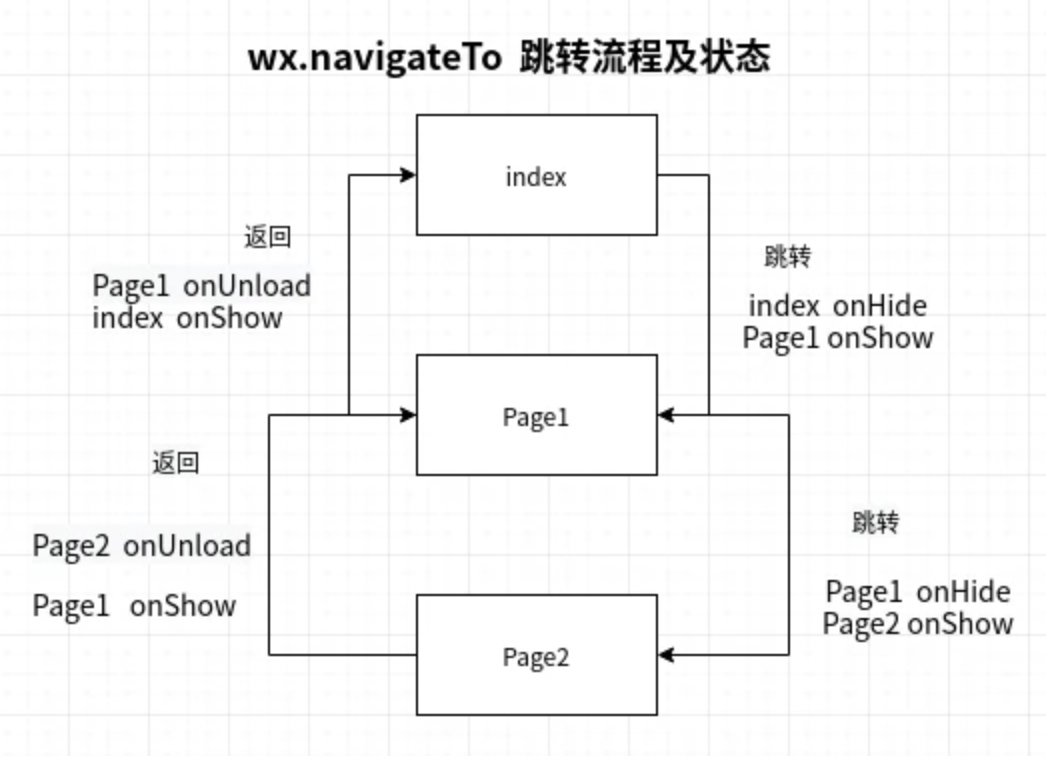 wx.navigateTo 跳转流程及状态
index
返回
跳转
Page1 onUnload
index onShow
index onHide
Page1 onShow
Page1
返回
跳转
Page2 onUnload
Page1 onShow
Page1 onHide
Page2 onShow
Page2